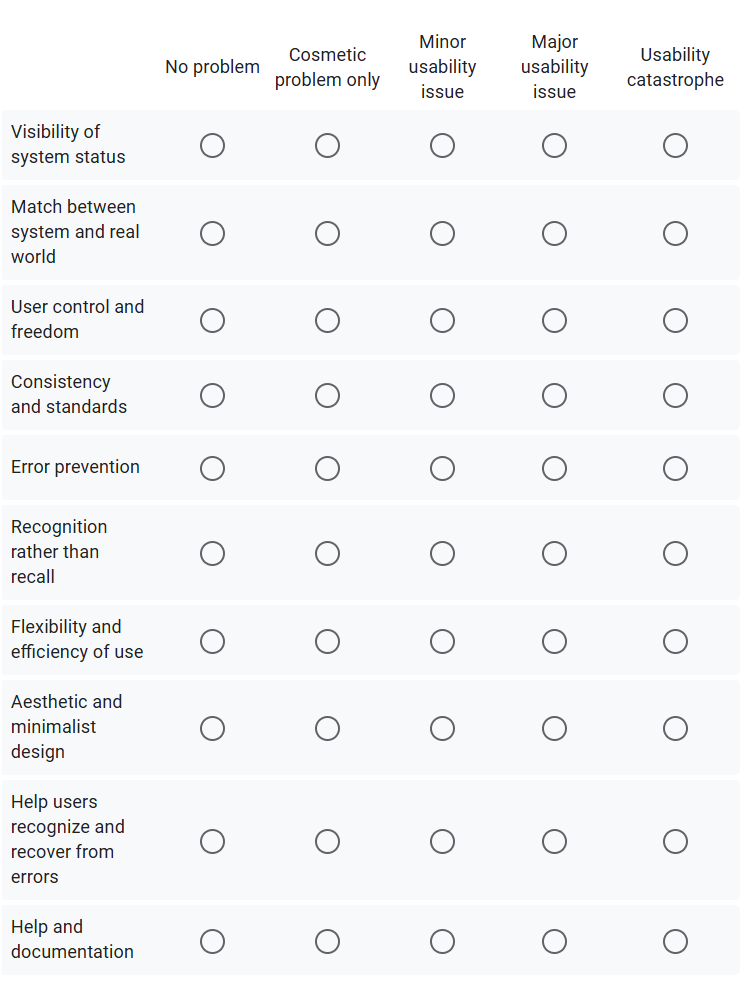 No problem
Cosmetic
problem only
Minor
usability
issue
Major
usability
issue
Usability
catastrophe
Visibility of
system status
Match between
system and real
world
User control and
freedom
Consistency
and standards
Error prevention
Recognition
rather than
recall
Flexibility and
efficiency of use
Aesthetic and
minimalist
design
Help users
recognize and
recover from
errors
Help and
documentation